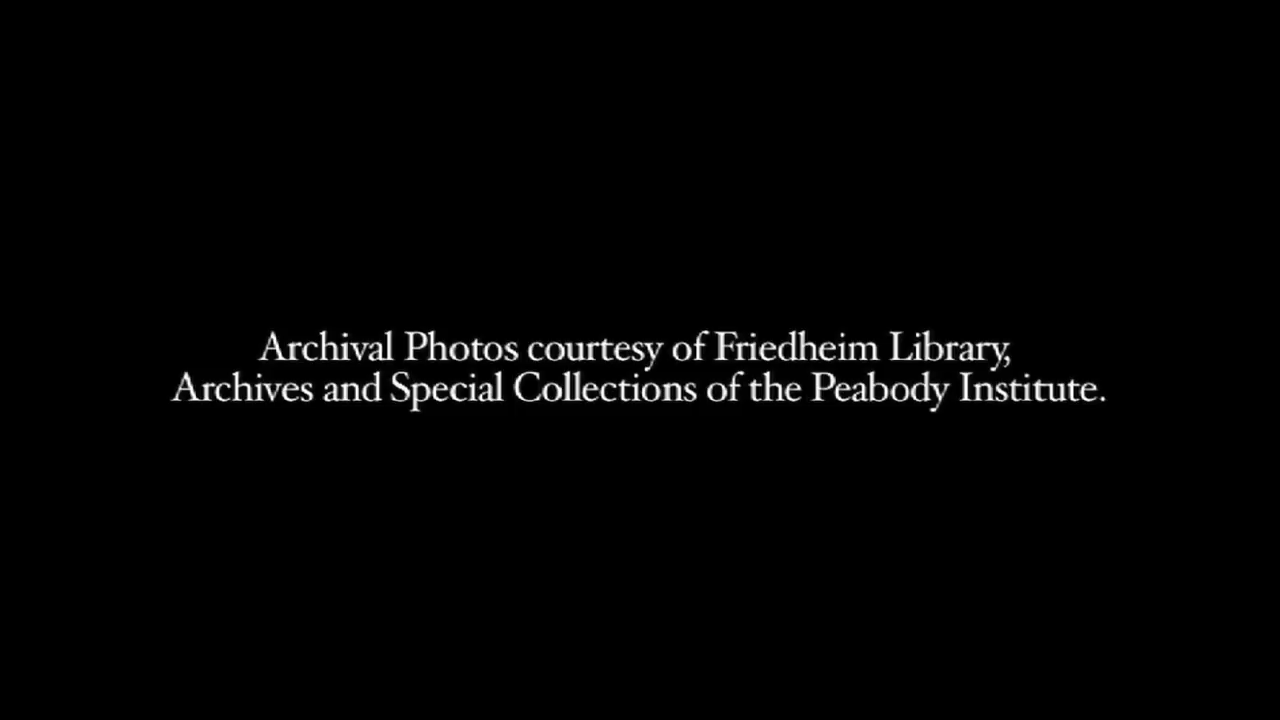 Archival Photos courtesy of Friedheim Library,
Archives and Special Collections of the Peabody Institute.